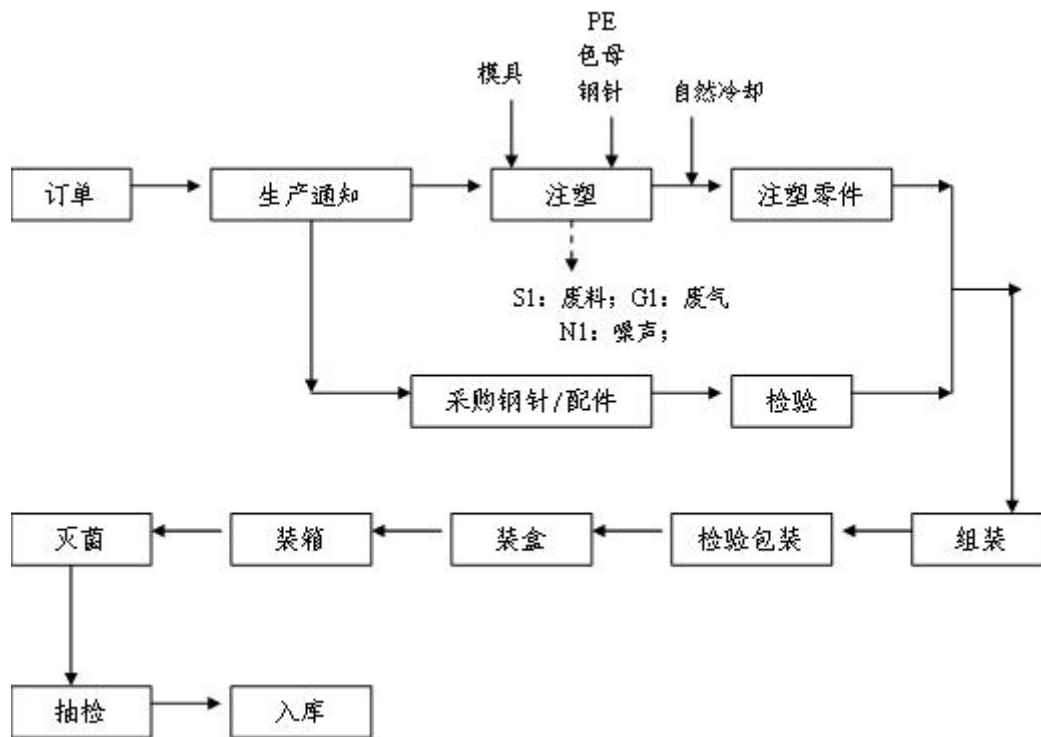 PE
色母
钢针
模具
自然冷却
订单
生产通知
注塑
注塑零件
S1：废料；G1：废气
N1：噪声；
采购钢针/配件
检验
灭菌
装箱
装盒
检验包装
组装
抽检
入库